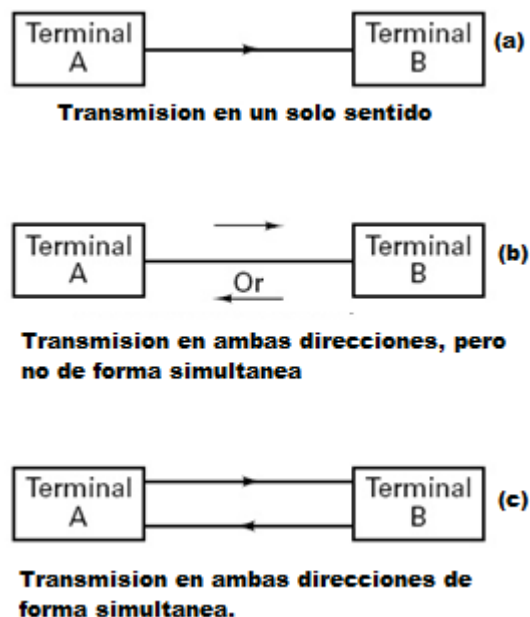 Terminal A
Terminal B
(a)
Transmision en un solo sentido
Terminal A
Or
Terminal B
(b)
Transmision en ambas direcciones, pero
no de forma simultanea
Terminal A
Terminal B
(c)
Transmision en ambas direcciones de
forma simultanea.